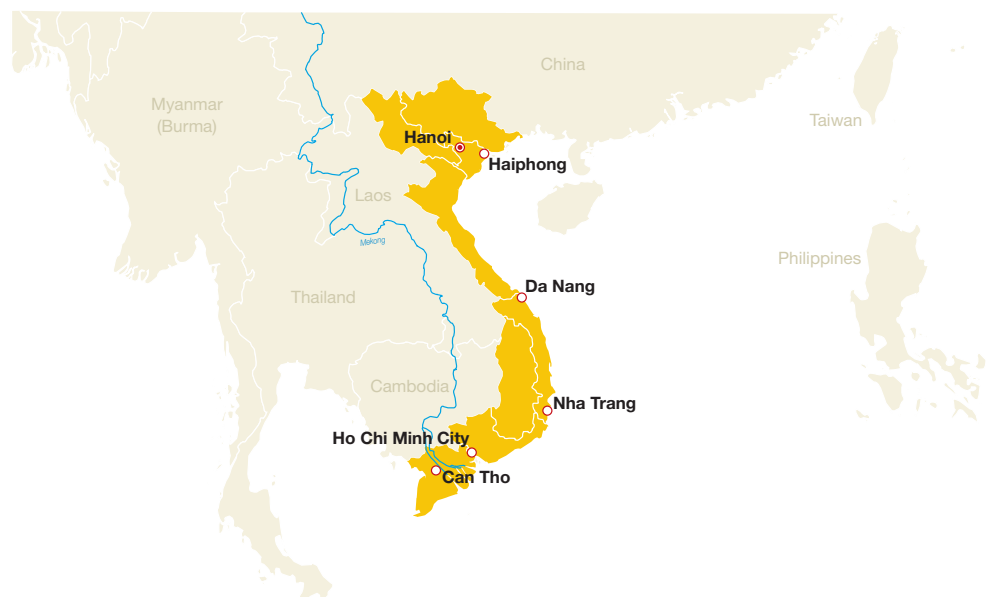 China
Myanmar
(Burma)
Taiwan
Hanoi
Haiphong
Laos
Mekong
Philippines
Da Nang
Thailand
Cambodia
Nha Trang
Ho Chi Minh City
Can Tho